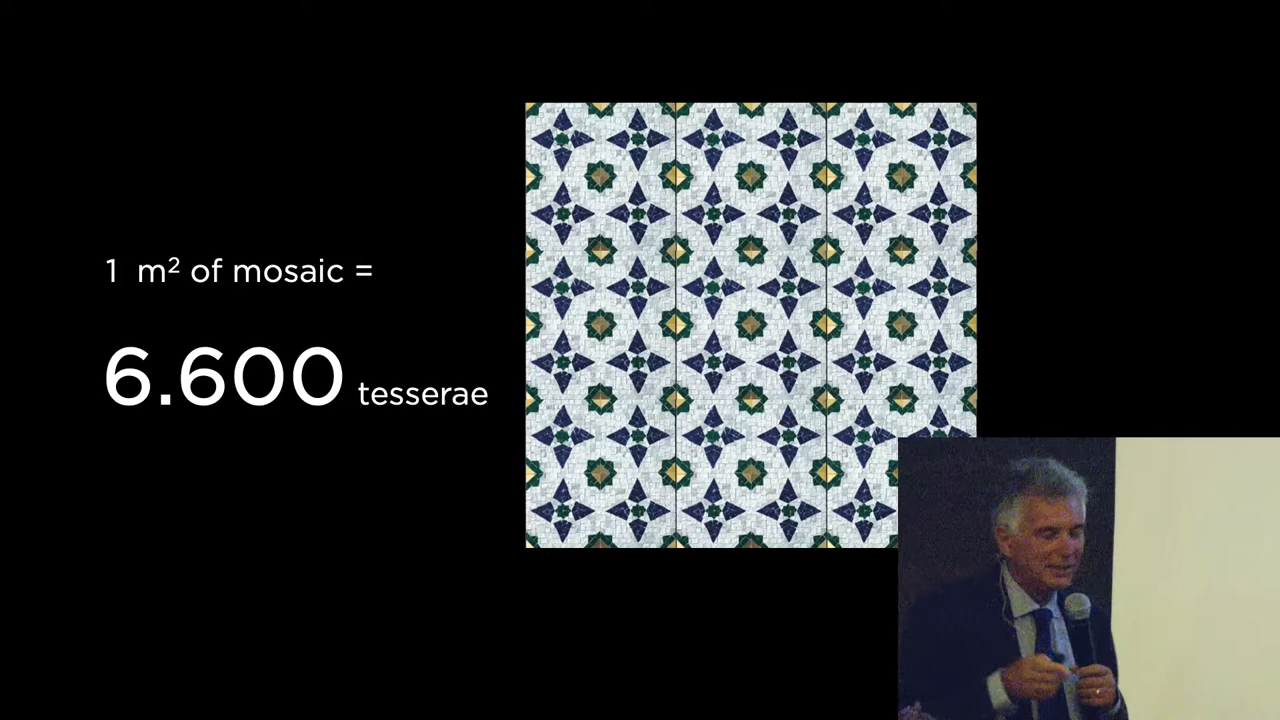 1 m² of mosaic =
6.600 tesserae